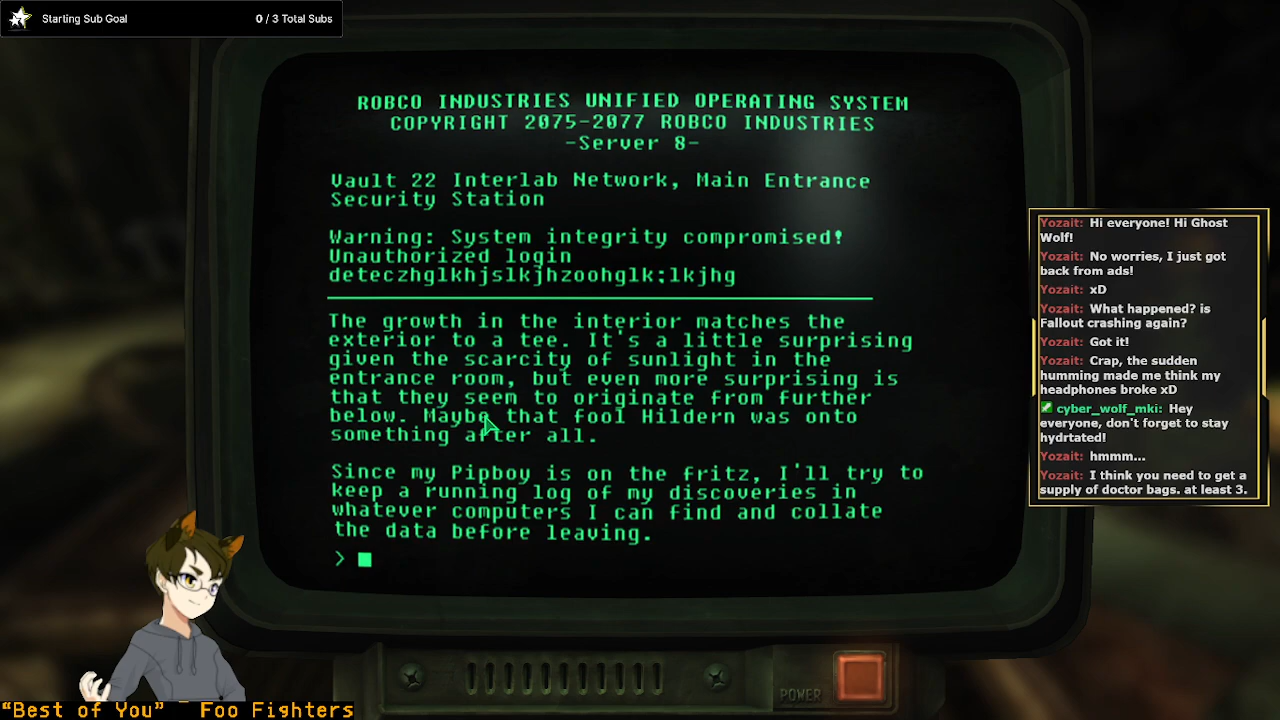 Starting Sub Goal
0 / 3 Total Subs
ROBCO INDUSTRIES UNIFIED OPERATING SYSTEM
COPYRIGHT 2075-2077 ROBCO INDUSTRIES
-Server 8-
Vault 22 Interlab Network, Main Entrance
Security Station
Warning: System integrity compromised!
Unauthorized login
deteczhglkhjslkjhzoohglk;lkjhg
The growth in the interior matches the
exterior to a tee. It's a little surprising
given the scarcity of sunlight in the
entrance room, but even more surprising is
that they seem to originate from further
below. Maybe that fool Hildern was onto
something after all.
Since my Pipboy is on the fritz, I'll try to
keep a running log of my discoveries in
whatever computers I can find and collate
the data before leaving.
>
POWER
Yozait: Hi everyone! Hi Ghost
Wolf!
Yozait: No worries, I just got
back from ads!
Yozait: xD
Yozait: What happened? is
Fallout crashing again?
Yozait: Got it!
Yozait: Crap, the sudden
humming made me think my
headphones broke xD
cyber_wolf_mki: Hey
everyone, don't forget to stay
hydrtated!
Yozait: hmmm...
Yozait: I think you need to get a
supply of doctor bags. at least 3.
“Best of You” - Foo Fighters